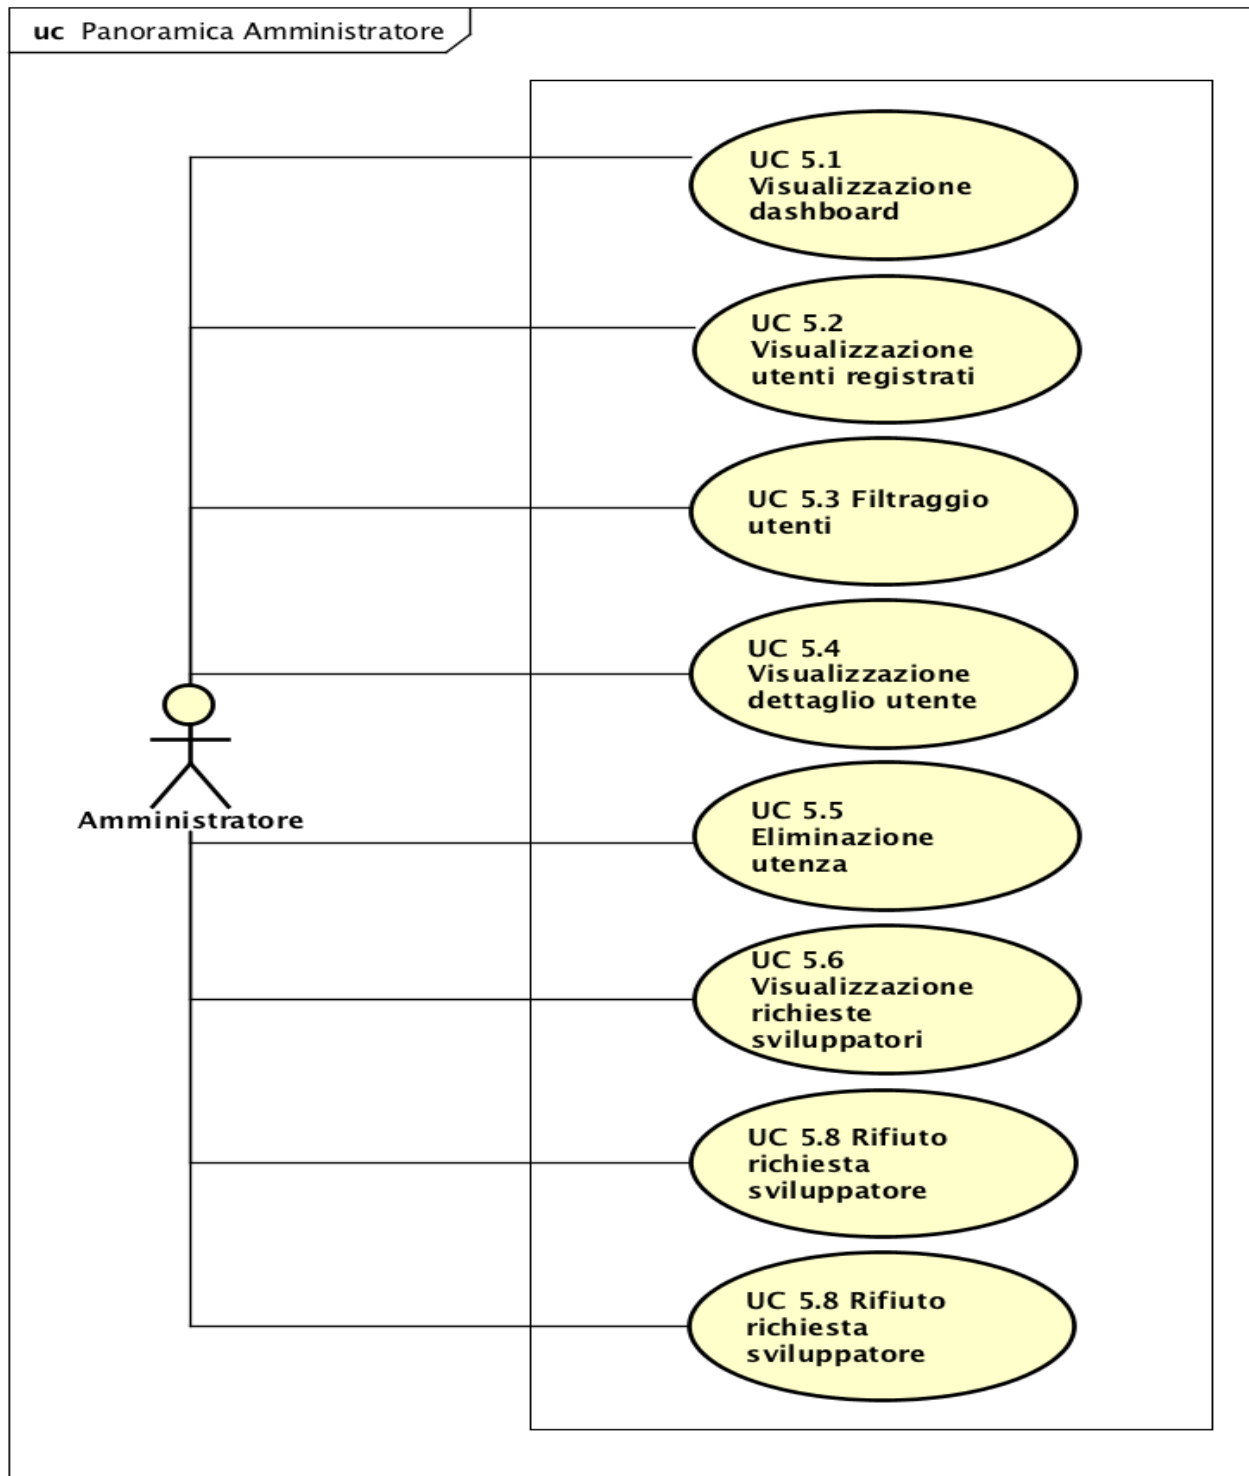 uc Panoramica Amministratore
UC 5.1
Visualizzazione
dashboard
UC 5.2
Visualizzazione
utenti registrati
UC 5.3 Filtraggio
utenti
UC 5.4
Visualizzazione
dettaglio utente
Amministratore
UC 5.5
Eliminazione
utenza
UC 5.6
Visualizzazione
richieste
sviluppatori
UC 5.8 Rifiuto
richiesta
sviluppatore
UC 5.8 Rifiuto
richiesta
sviluppatore